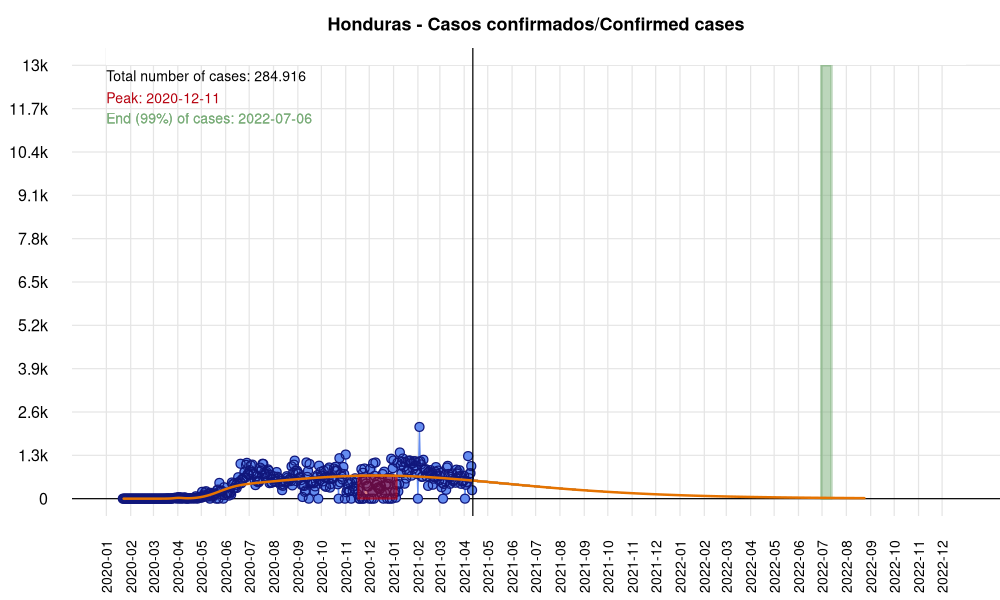 Honduras - Casos confirmados/Confirmed cases
Total number of cases: 284.916
Peak: 2020-12-11
End (99%) of cases: 2022-07-06
13k
11.7k
10.4k
9.1k
7.8k
6.5k
5.2k
3.9k
2.6k
1.3k
0
2020-01
2020-02
2020-03
2020-04
2020-05
2020-06
2020-07
2020-08
2020-09
2020-10
2020-11
2020-12
2021-01
2021-02
2021-03
2021-04
2021-05
2021-06
2021-07
2021-08
2021-09
2021-10
2021-11
2021-12
2022-01
2022-02
2022-03
2022-04
2022-05
2022-06
2022-07
2022-08
2022-09
2022-10
2022-11
2022-12